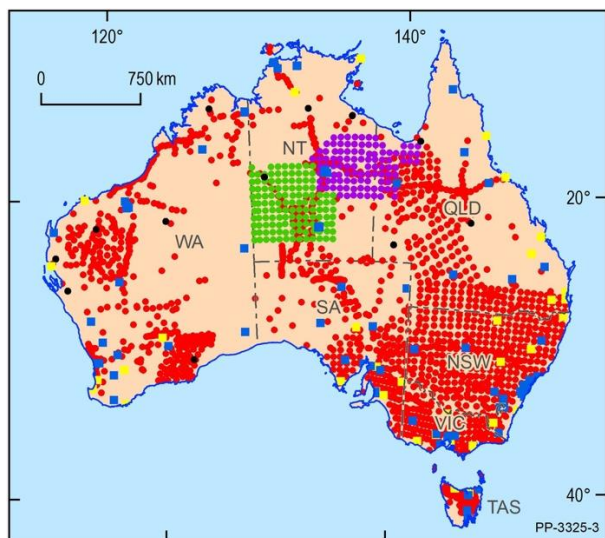 120°
140°
0
750 km
NT
20°
QLD
WA
SA
NSW
VIC
40°
TAS
PP-3325-3